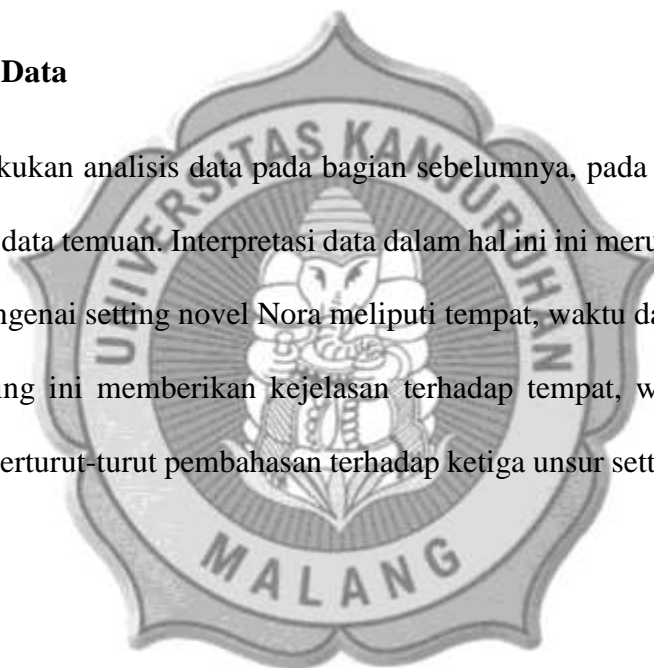 Data
kukan analisis data pada bagian sebelumnya, pada
data temuan. Interpretasi data dalam hal ini ini meru
ngenai setting novel Nora meliputi tempat, waktu da
ing ini memberikan kejelasan terhadap tempat, w
erturut-turut pembahasan terhadap ketiga unsur sett
UNIVERSITAS KANJURUHAN
MALANG